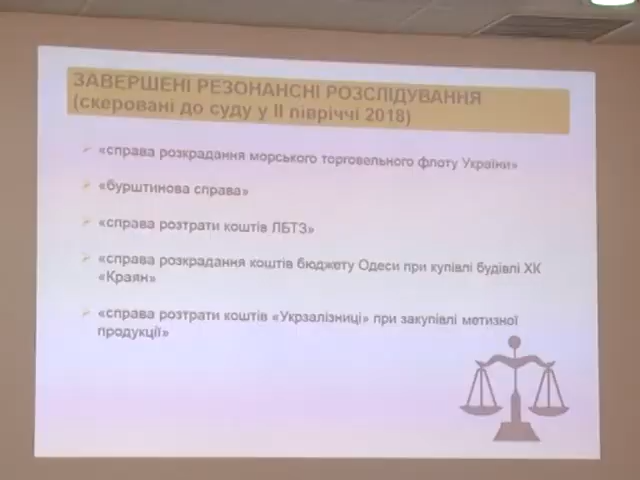 ЗАВЕРШЕНІ РЕЗОНАНСНІ РОЗСЛІДУВАННЯ
(скеровані до суду у ІІ півріччі 2018)
«справа розкрадання морського торговельного флоту України»
«бурштинова справа»
«справа розтрати коштів ЛБТЗ»
«справа розкрадання коштів бюджету Одеси при купівлі будівлі ХК
«Краян»
«справа розтрати коштів «Укрзалізниці» при закупівлі метизної
продукції»